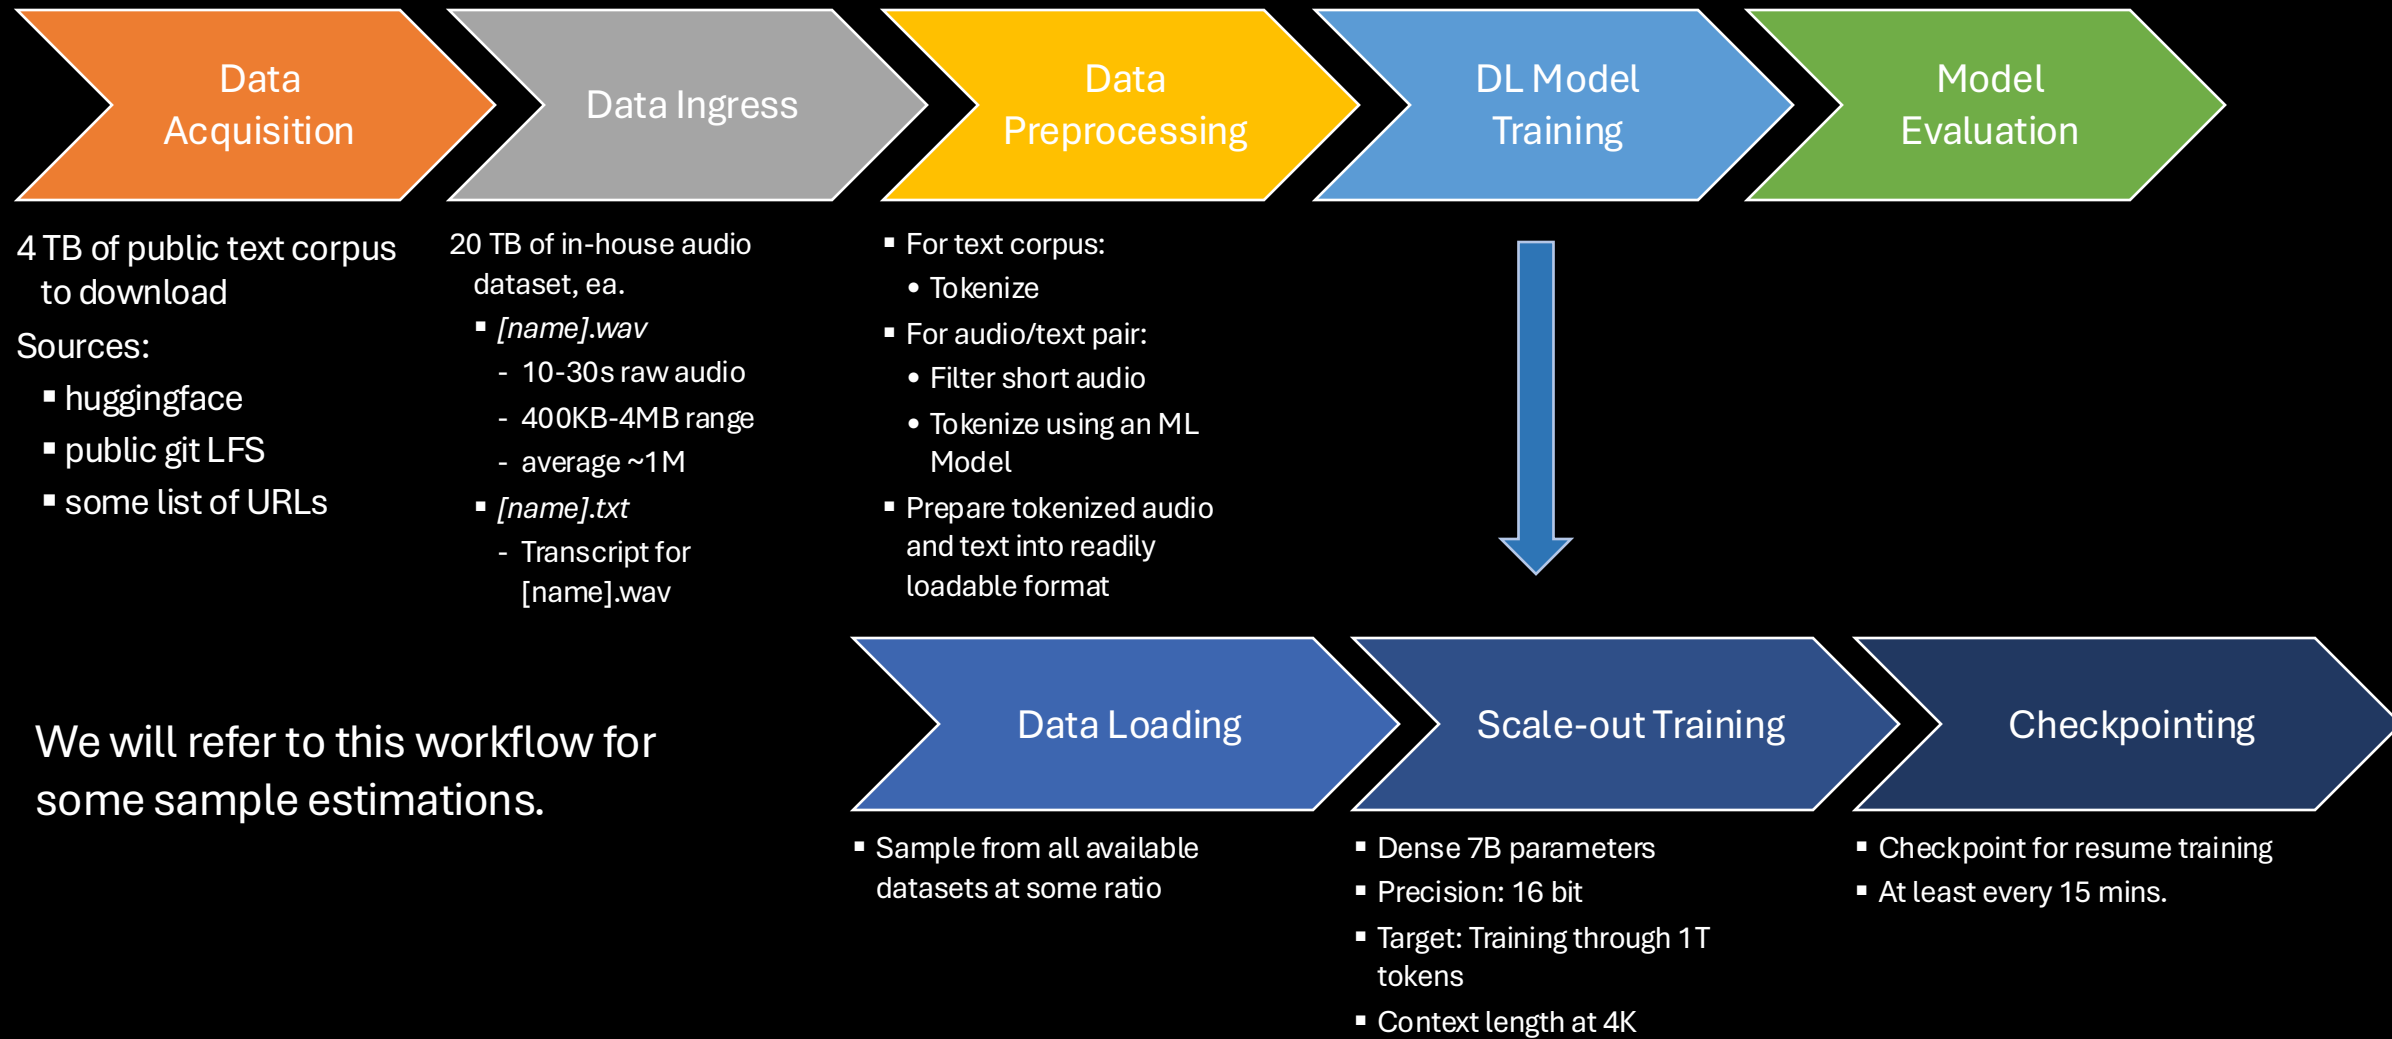 Data
Acquisition
Data Ingress
Data
Preprocessing
DL Model
Training
Model
Evaluation
4 TB of public text corpus
to download
Sources:
▪ huggingface
▪ public git LFS
▪ some list of URLs
20 TB of in-house audio
dataset, ea.
▪ [name].wav
- 10-30s raw audio
- 400KB-4MB range
- average ~1M
▪ [name].txt
- Transcript for
[name].wav
▪ For text corpus:
• Tokenize
▪ For audio/text pair:
• Filter short audio
• Tokenize using an ML
Model
▪ Prepare tokenized audio
and text into readily
loadable format
We will refer to this workflow for
some sample estimations.
Data Loading
Scale-out Training
Checkpointing
▪ Sample from all available
datasets at some ratio
▪ Dense 7B parameters
▪ Precision: 16 bit
▪ Target: Training through 1T
tokens
▪ Context length at 4K
▪ Checkpoint for resume training
▪ At least every 15 mins.